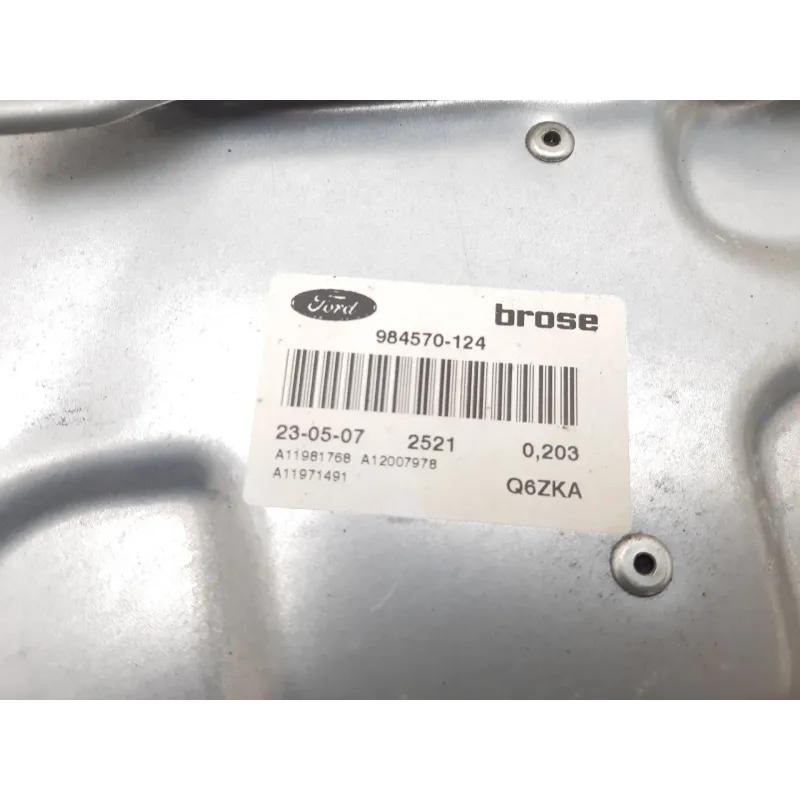 Ford brose
984570-124
23-05-07 2521 0,203
A11981768 A12007978
A11971491
Q6ZKA